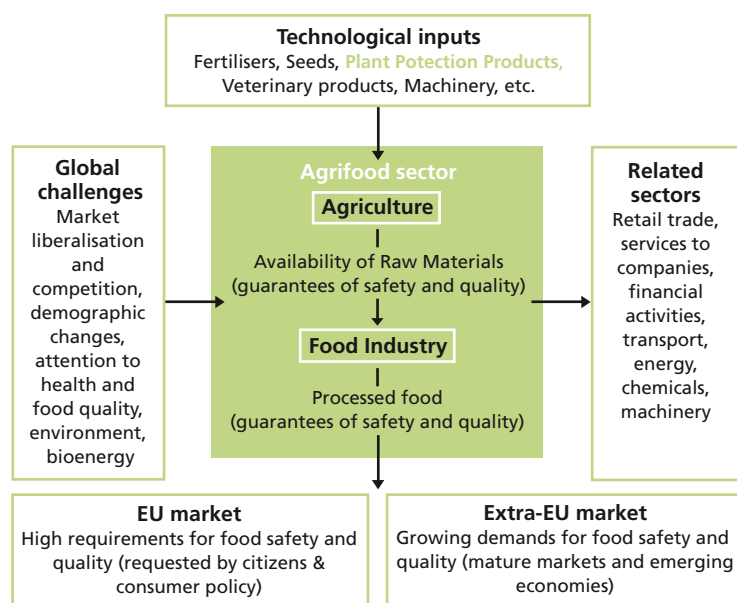 Technological inputs
Fertilisers, Seeds, Plant Potection Products,
Veterinary products, Machinery, etc.
Global
challenges
Market
liberalisation
and
competition,
demographic
changes,
attention to
health and
food quality,
environment,
bioenergy
Agrifood sector
Agriculture
Availability of Raw Materials
(guarantees of safety and quality)
Food Industry
Processed food
(guarantees of safety and quality)
Related
sectors
Retail trade,
services to
companies,
financial
activities,
transport,
energy,
chemicals,
machinery
EU market
High requirements for food safety and
quality (requested by citizens &
consumer policy)
Extra-EU market
Growing demands for food safety and
quality (mature markets and emerging
economies)